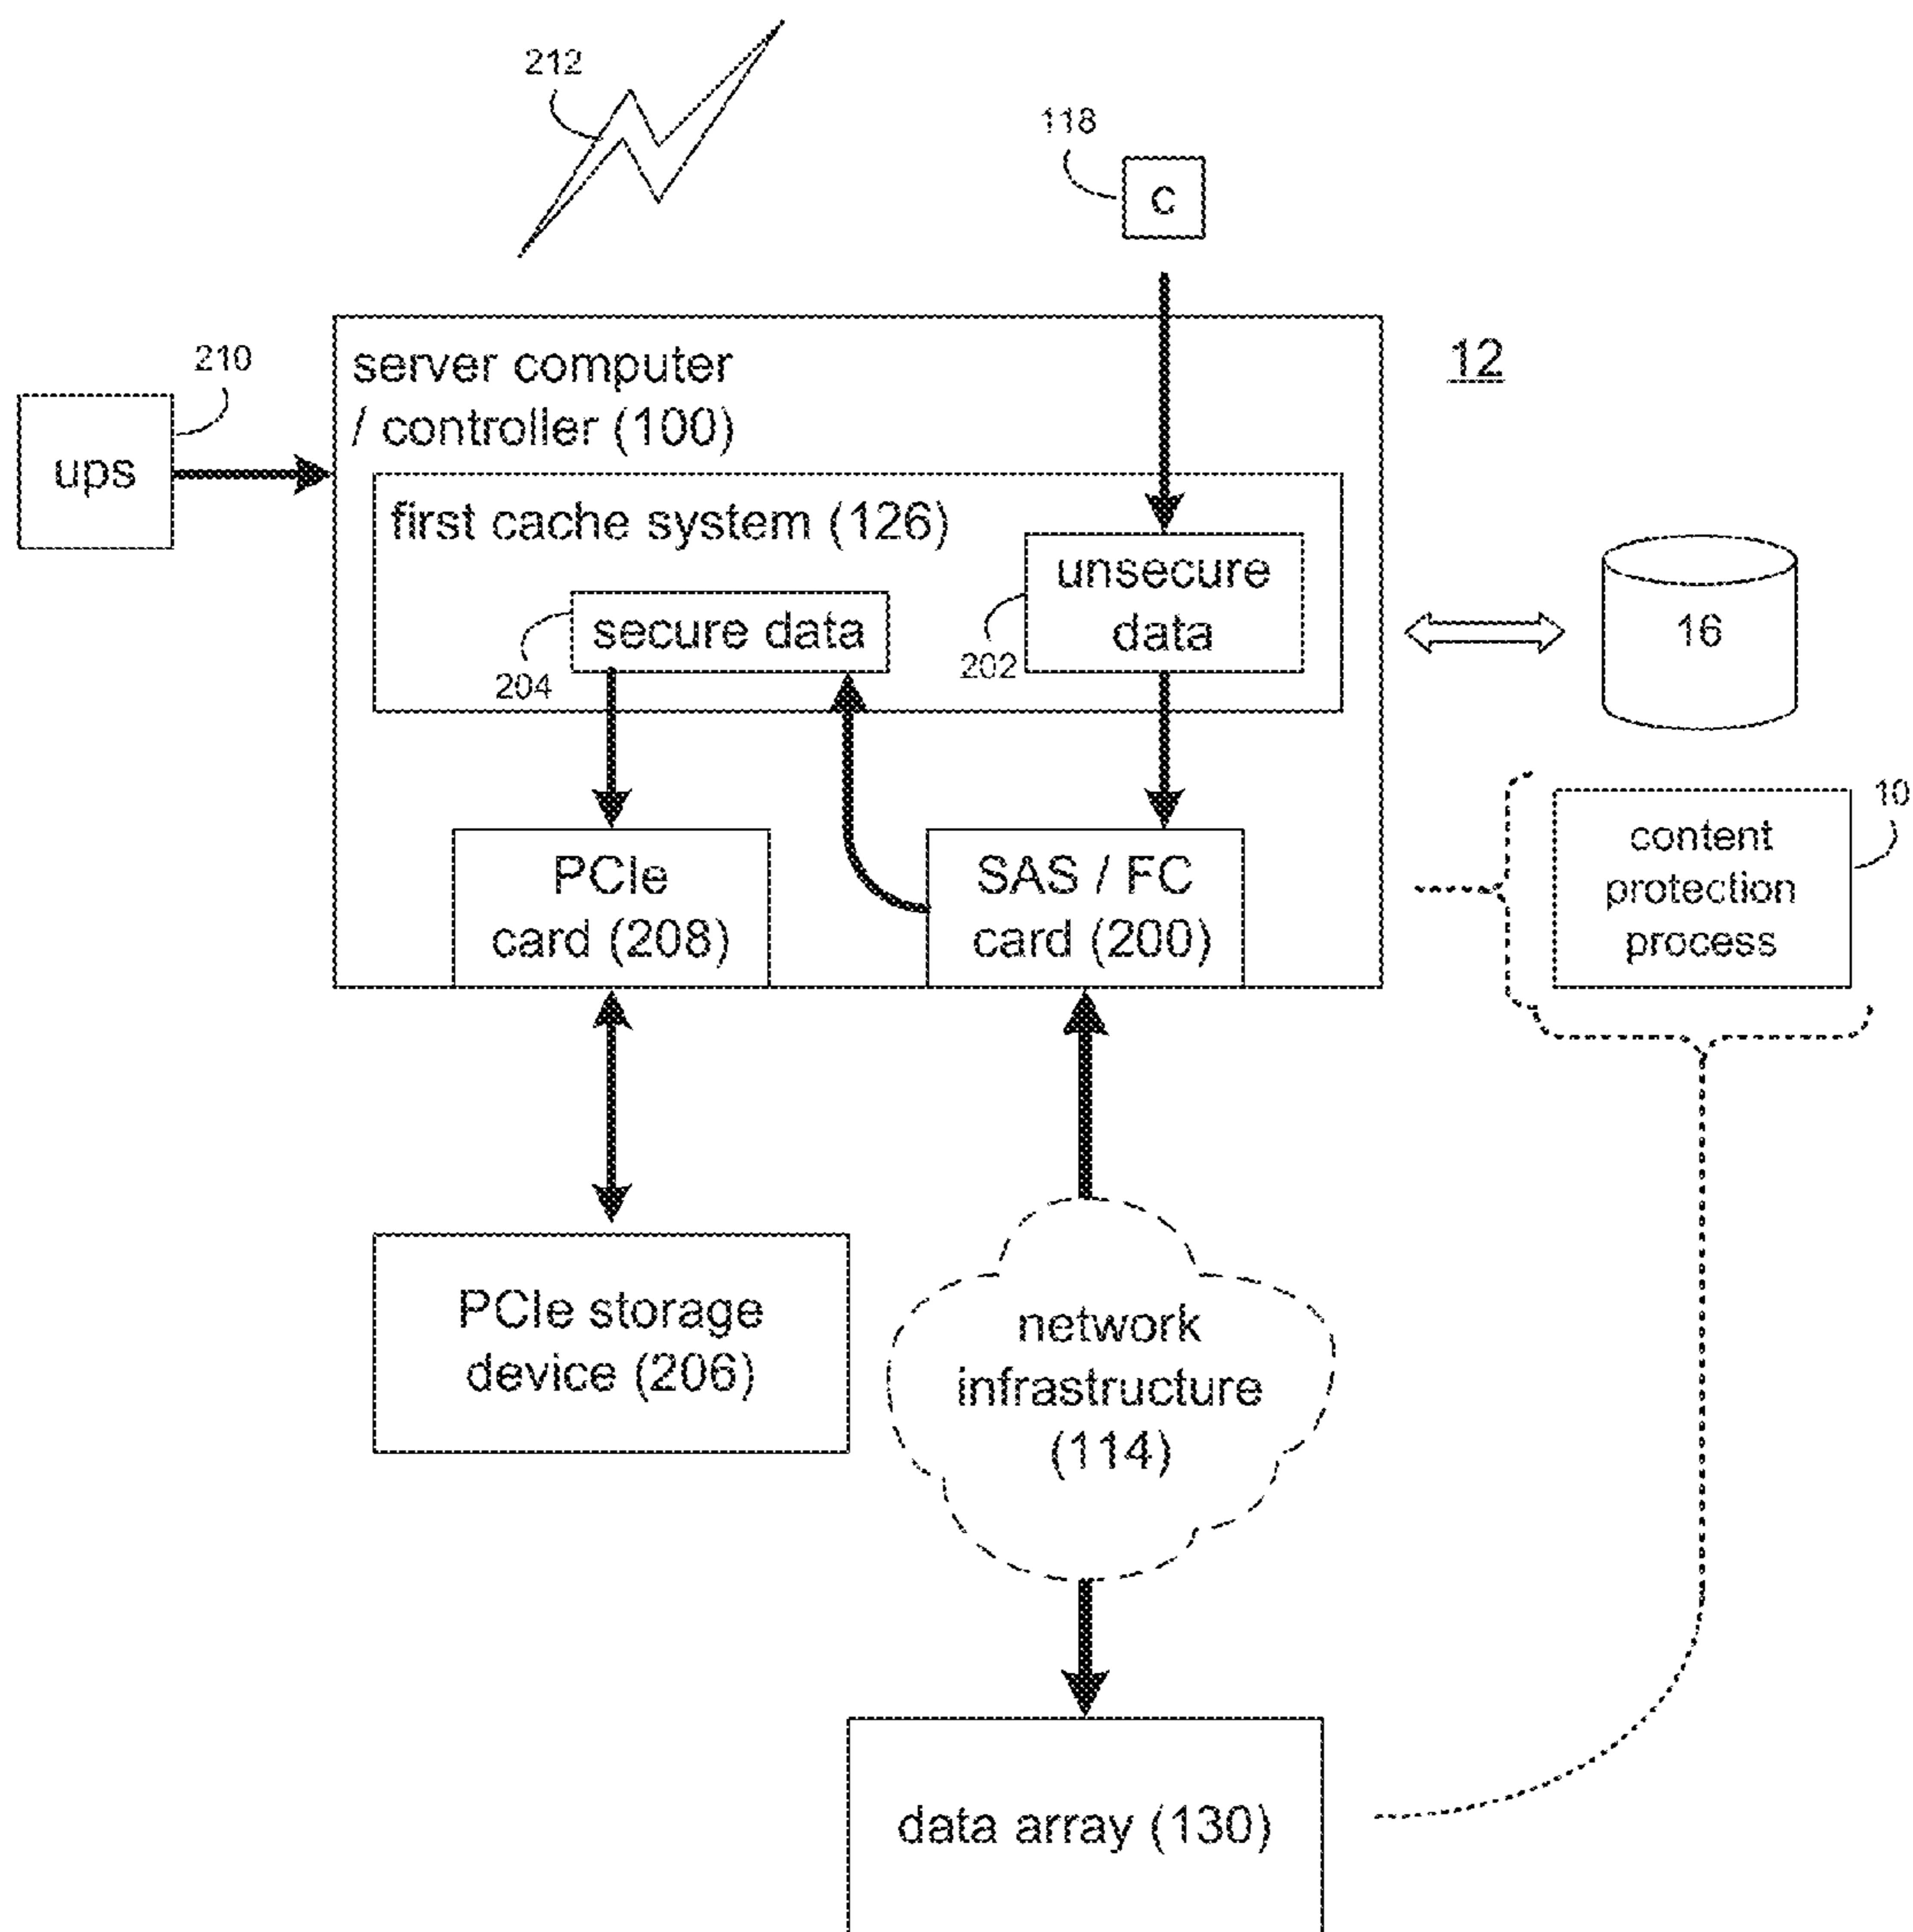 212
118
C
210
server computer
/ controller (100)
12
ups
first cache system (126)
unsecure
data
secure data
202
204
16
10
PCIe
card (208)
SAS / FC
card (200)
content
protection
process
PCIe storage
device (206)
network
infrastructure
(114)
data array (130)